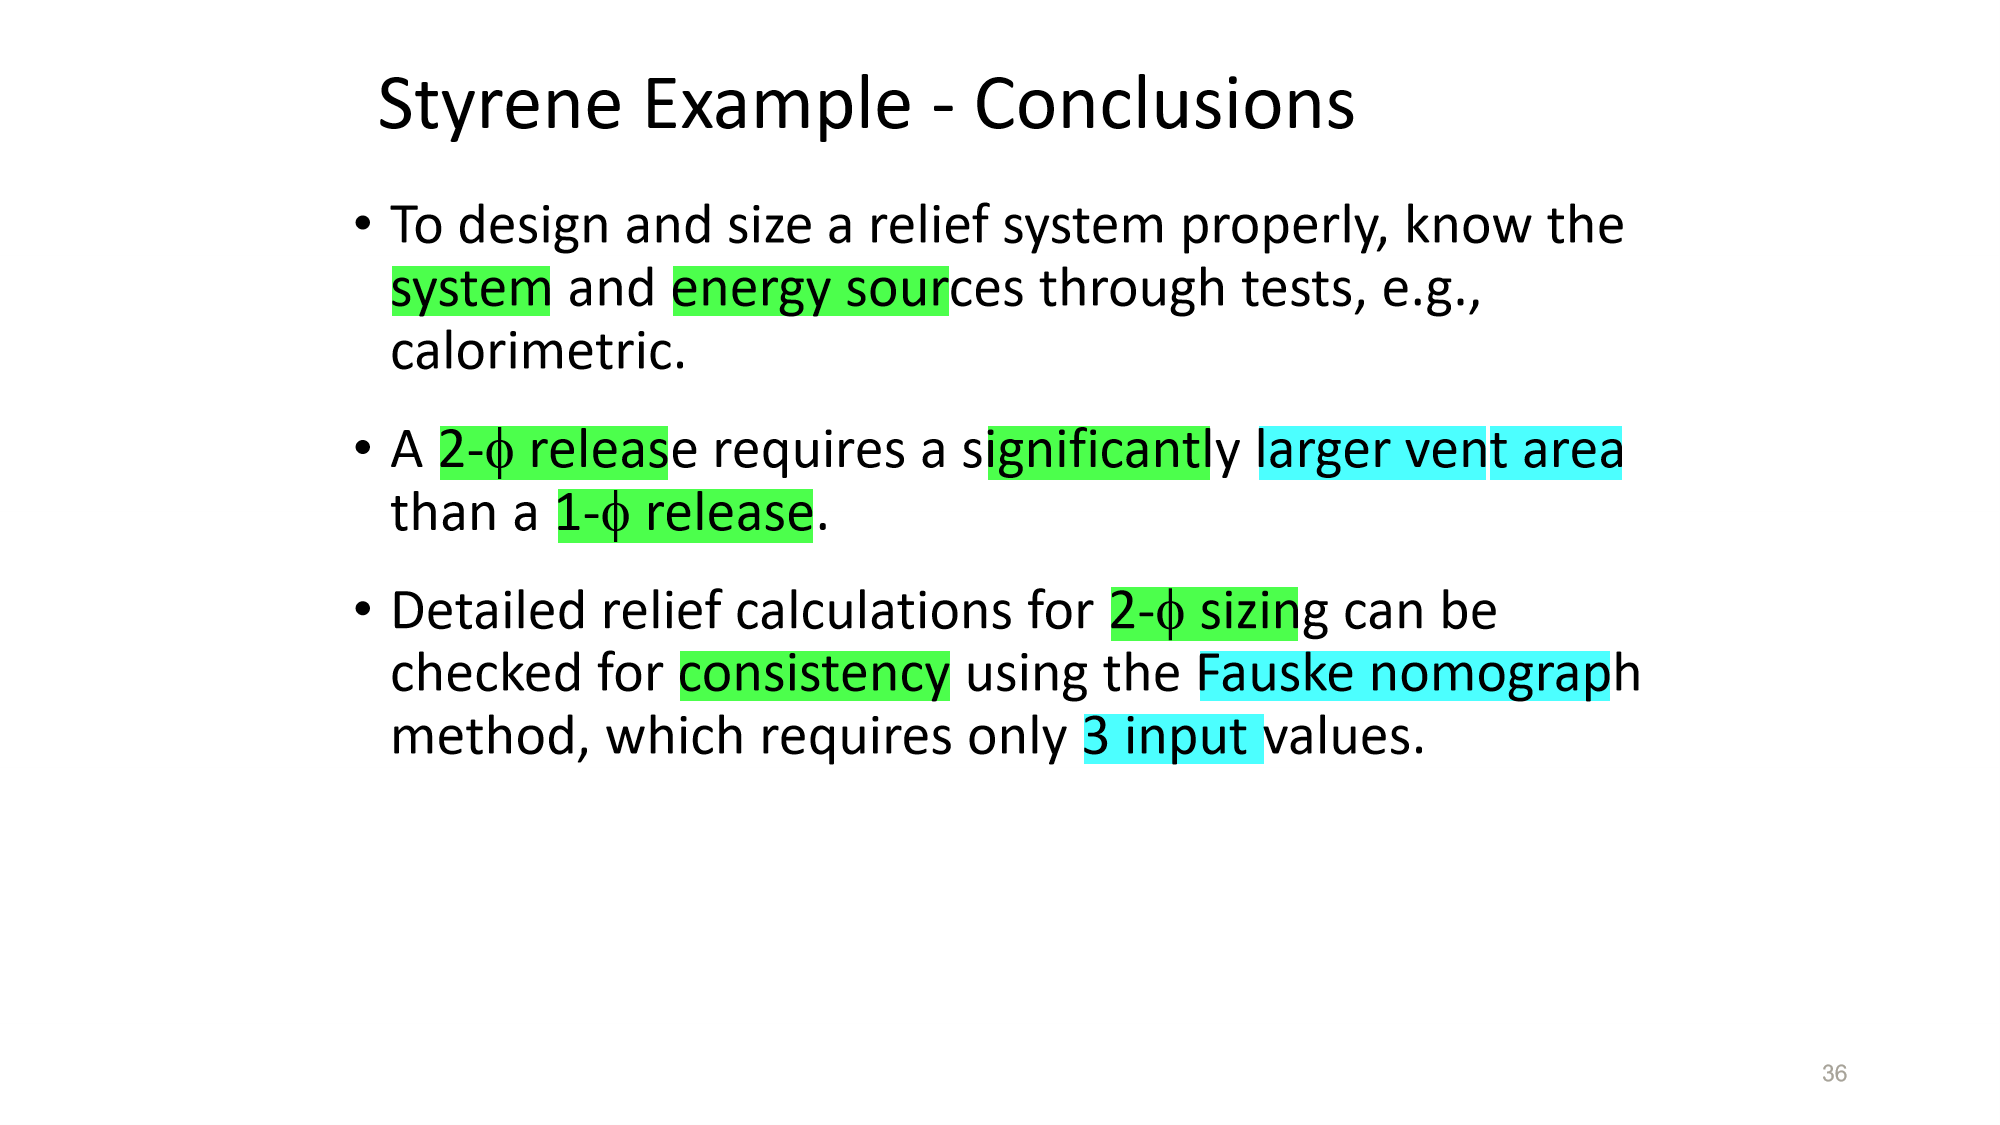 Styrene Example - Conclusions
• To design and size a relief system properly, know the
system and energy sources through tests, e.g.,
calorimetric.
• A 2-ϕ release requires a significantly larger vent area
than a 1-ϕ release.
• Detailed relief calculations for 2-ϕ sizing can be
checked for consistency using the Fauske nomograph
method, which requires only 3 input values.
36